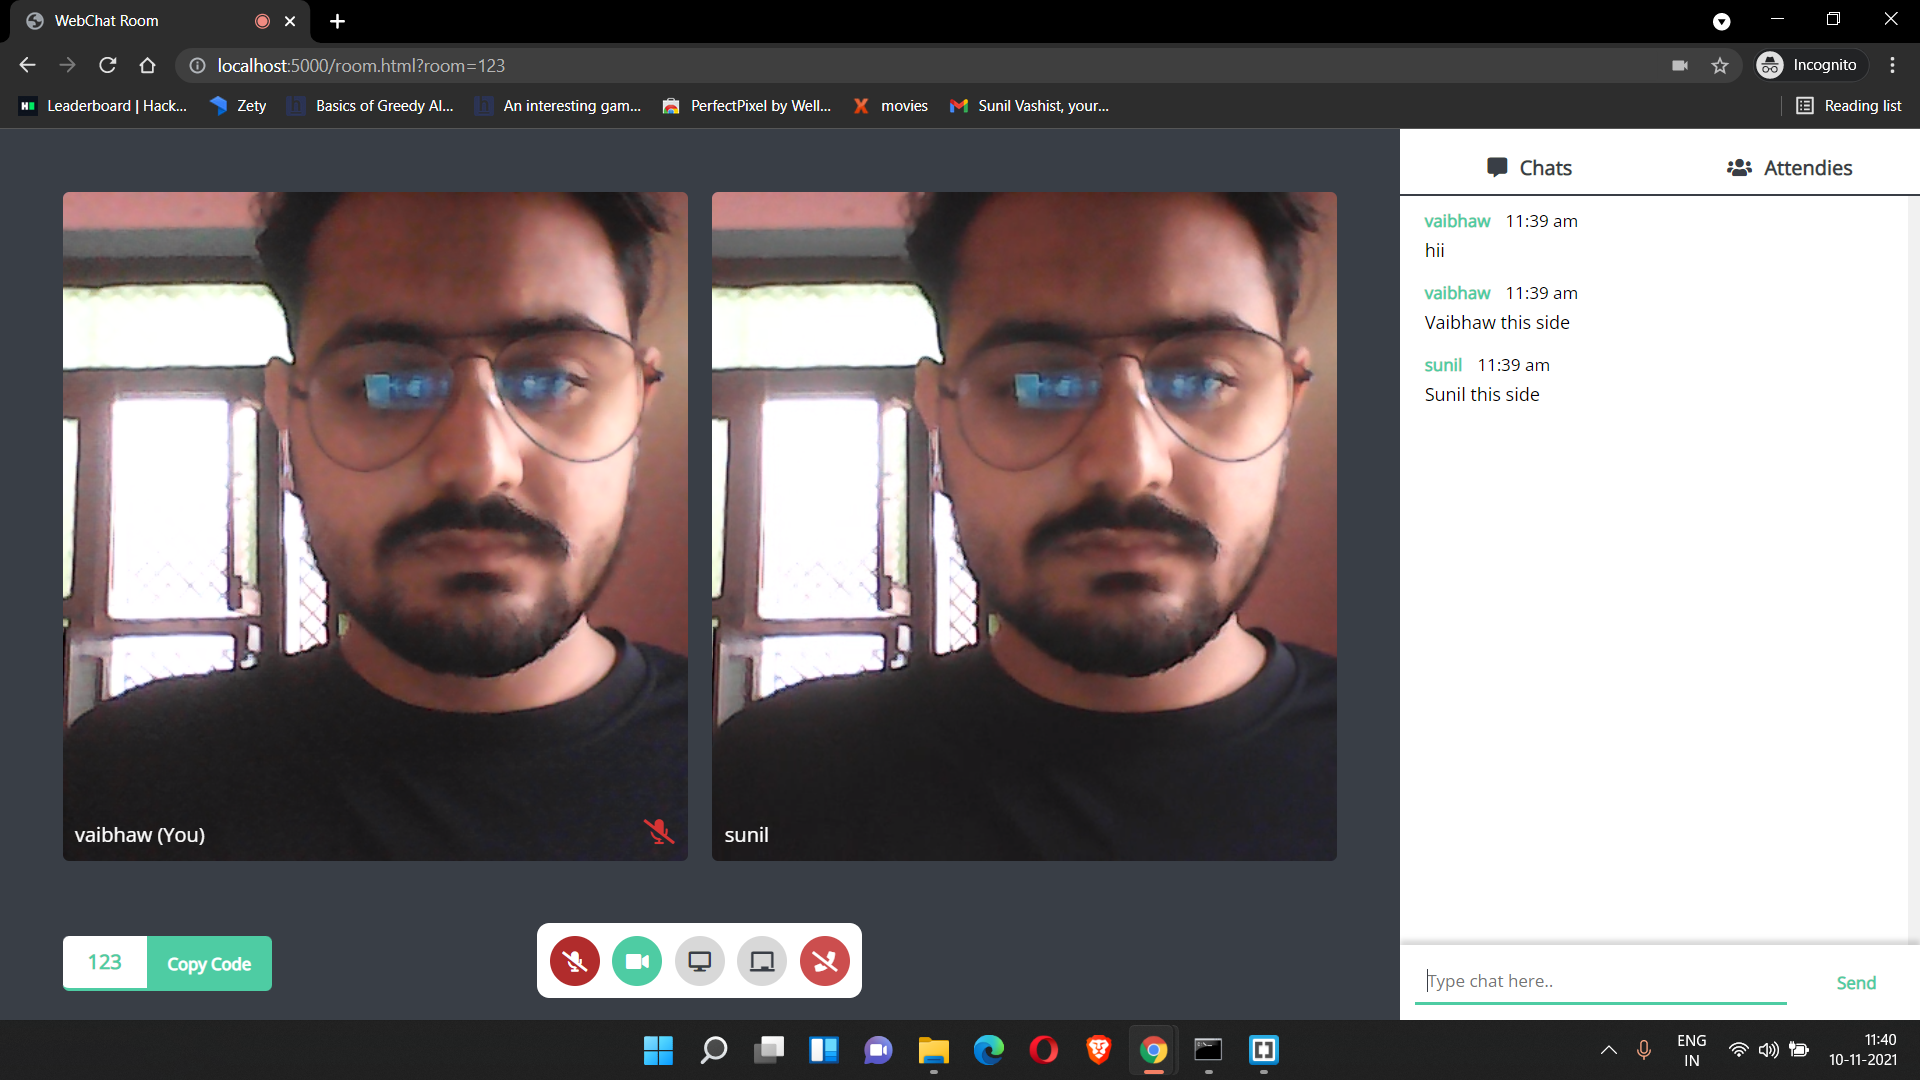 WebChat Room
localhost:5000/room.html?room=123
Incognito
Leaderboard | Hack...
Zety
Basics of Greedy Al...
An interesting gam...
PerfectPixel by Well...
movies
Sunil Vashist, your...
Reading list
Chats
Attendies
vaibhaw 11:39 am
hii
vaibhaw 11:39 am
Vaibhaw this side
sunil 11:39 am
Sunil this side
vaibhaw (You)
sunil
123
Copy Code
Type chat here..
Send
ENG
IN
11:40
10-11-2021